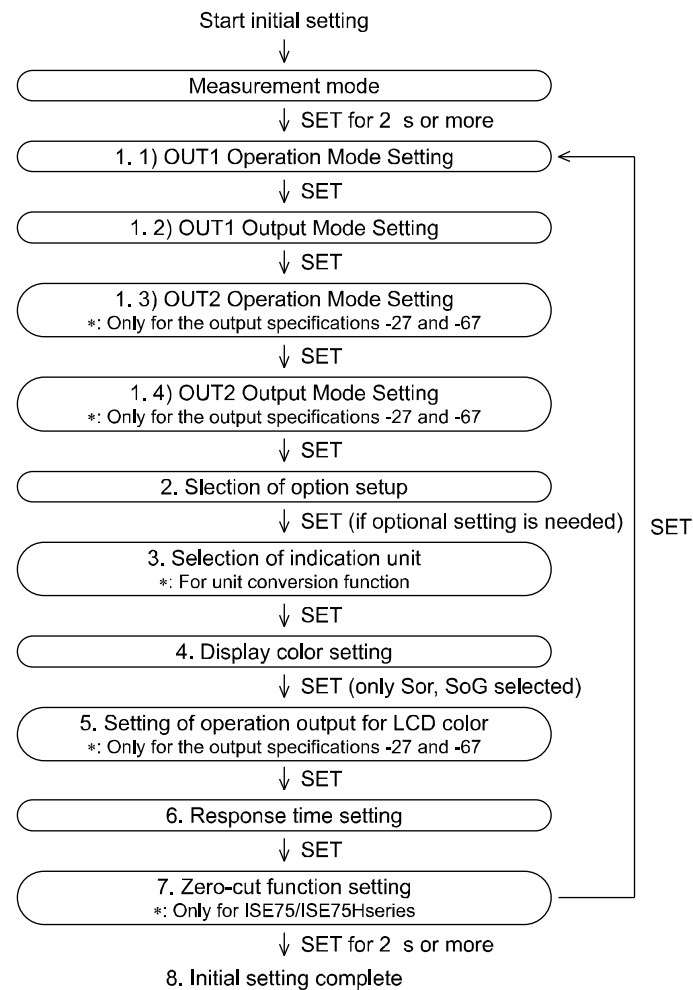 Start initial setting
Measurement mode
SET for 2 s or more
1. 1) OUT1 Operation Mode Setting
SET
1. 2) OUT1 Output Mode Setting
SET
1. 3) OUT2 Operation Mode Setting
*: Only for the output specifications -27 and -67
SET
1. 4) OUT2 Output Mode Setting
*: Only for the output specifications -27 and -67
SET
2. Slection of option setup
SET (if optional setting is needed)
SET
3. Selection of indication unit
*: For unit conversion function
SET
4. Display color setting
SET (only Sor, SoG selected)
5. Setting of operation output for LCD color
*: Only for the output specifications -27 and -67
SET
6. Response time setting
SET
7. Zero-cut function setting
*: Only for ISE75/ISE75Hseries
SET for 2 s or more
8. Initial setting complete